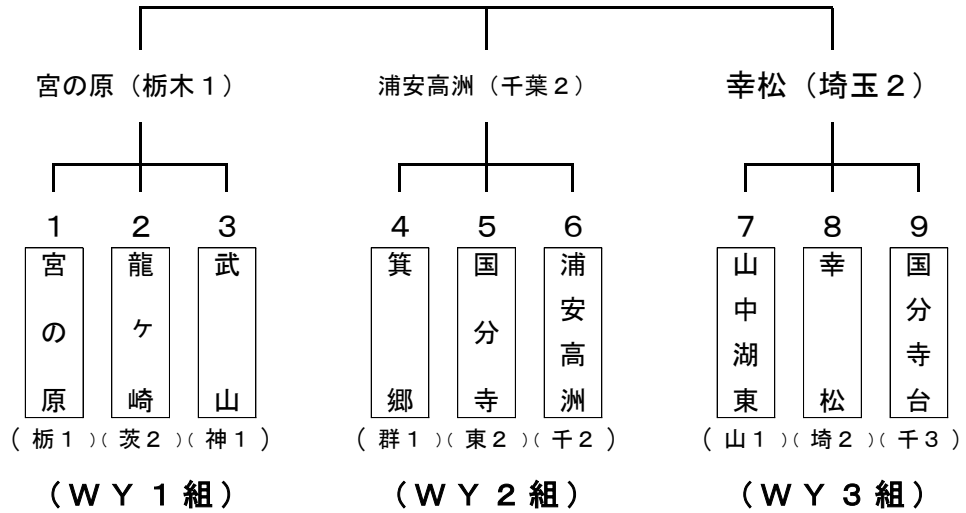 宮の原（栃木１） 浦安高洲（千葉２） 幸松（埼玉２）
１ ２ ３ ４ ５ ６ ７ ８ ９
宮の原
龍ヶ崎
武山
箕郷
国分寺
浦安高洲
山中湖東
幸松
国分寺台
（栃１）（茨２）（神１） （群１）（東２）（千２） （山１）（埼２）（千３）
（ＷＹ１組） （ＷＹ２組） （ＷＹ３組）